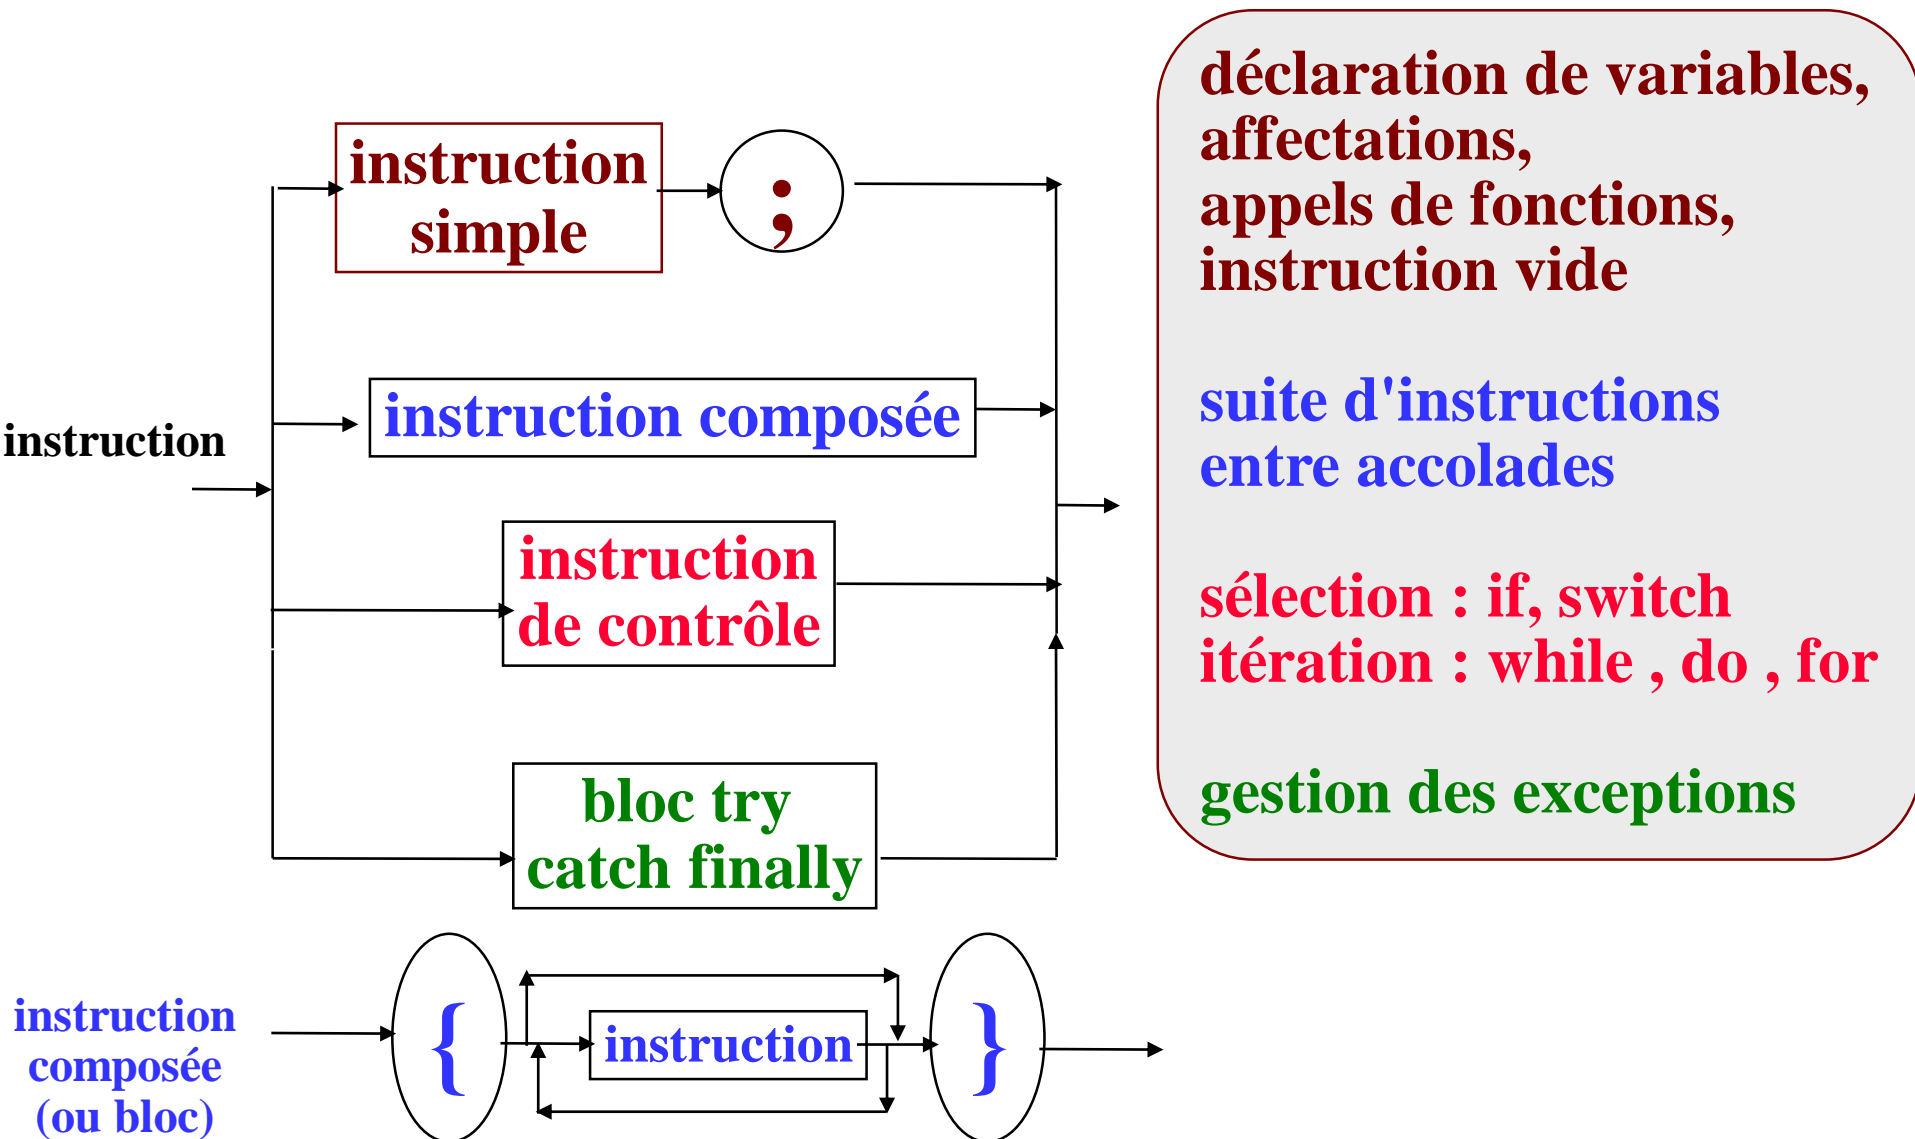 instruction
instruction
simple
;
instruction composée
instruction
de contrôle
bloc try
catch finally
déclaration de variables,
affectations,
appels de fonctions,
instruction vide
suite d'instructions
entre accolades
sélection : if, switch
itération : while , do , for
gestion des exceptions
instruction
composée
(ou bloc)
{
instruction
}